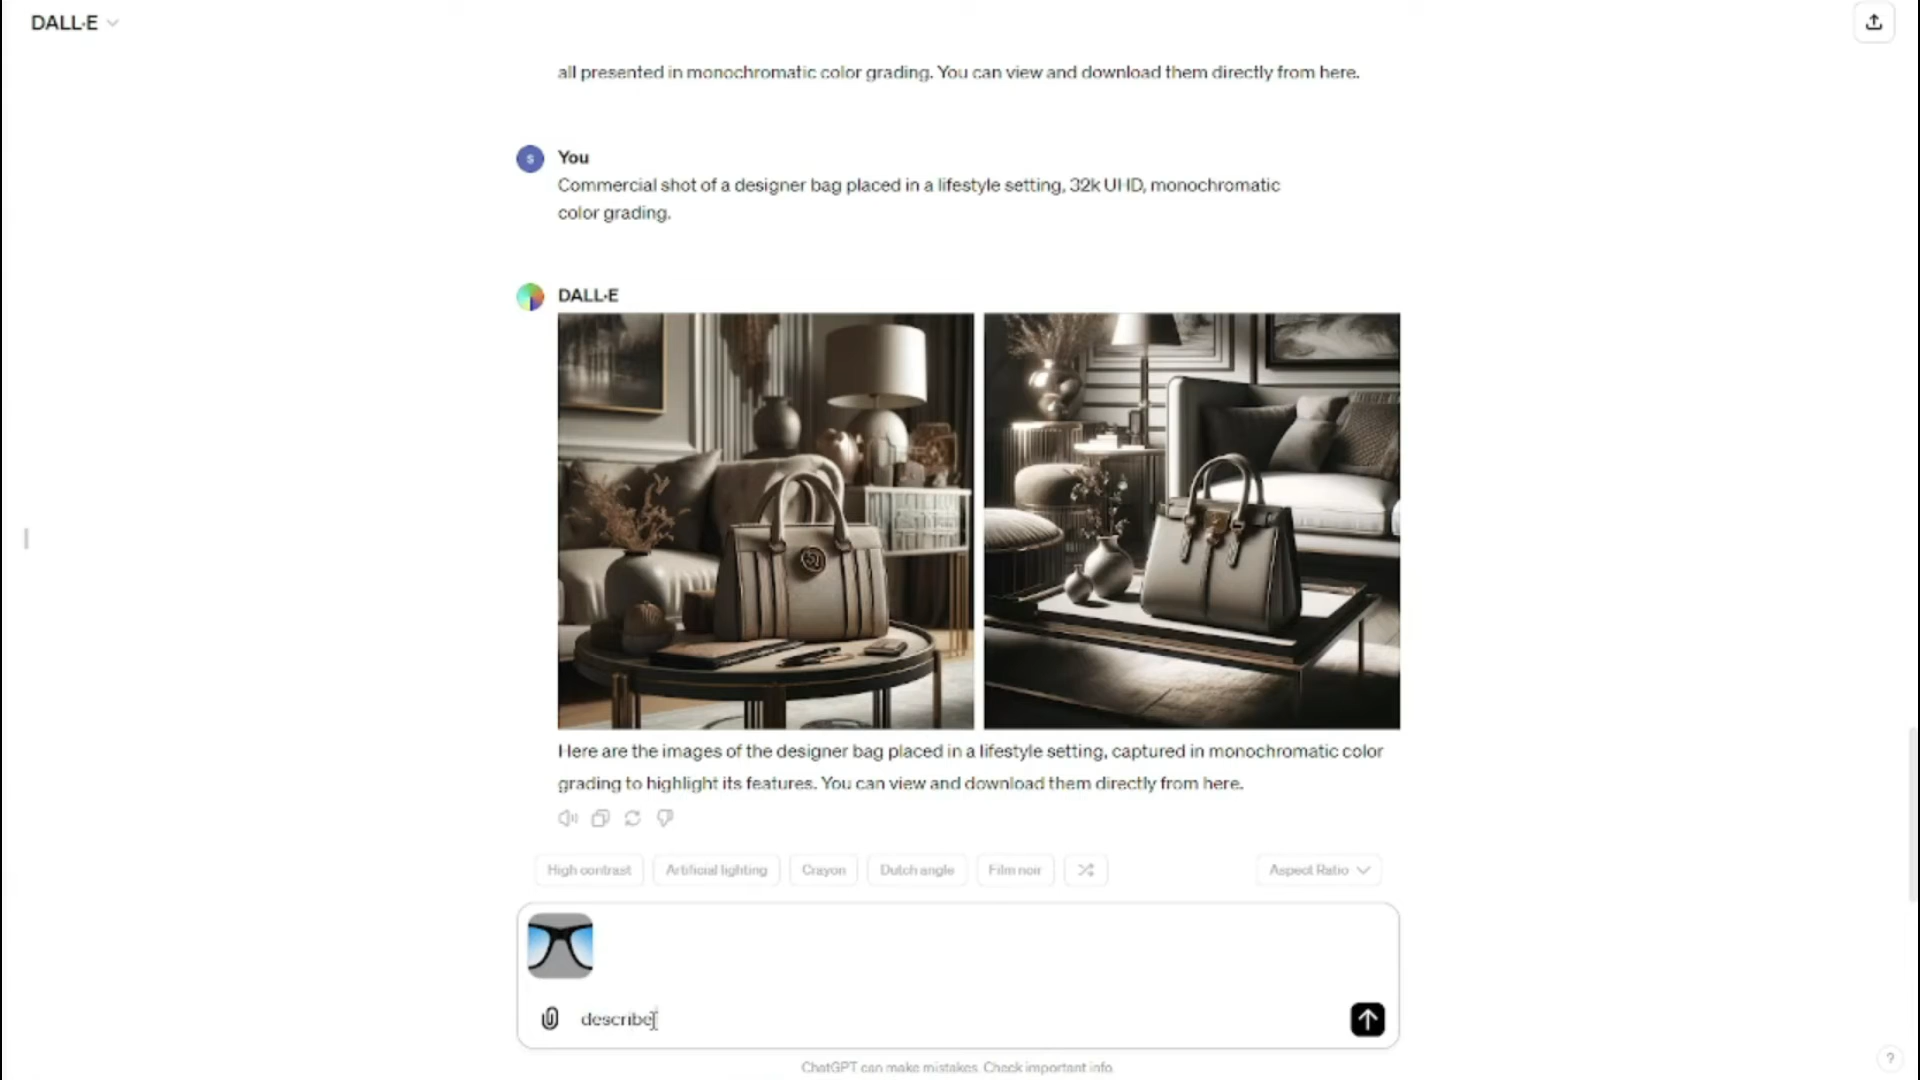 DALL·E
all presented in monochromatic color grading. You can view and download them directly from here.
S
You
Commercial shot of a designer bag placed in a lifestyle setting, 32k UHD, monochromatic
color grading.
DALL·E
Here are the images of the designer bag placed in a lifestyle setting, captured in monochromatic color
grading to highlight its features. You can view and download them directly from here.
High contrast
Artificial lighting
Crayon
Dutch angle
Film noir
Aspect Ratio
describe
ChatGPT can make mistakes. Check important info.
?